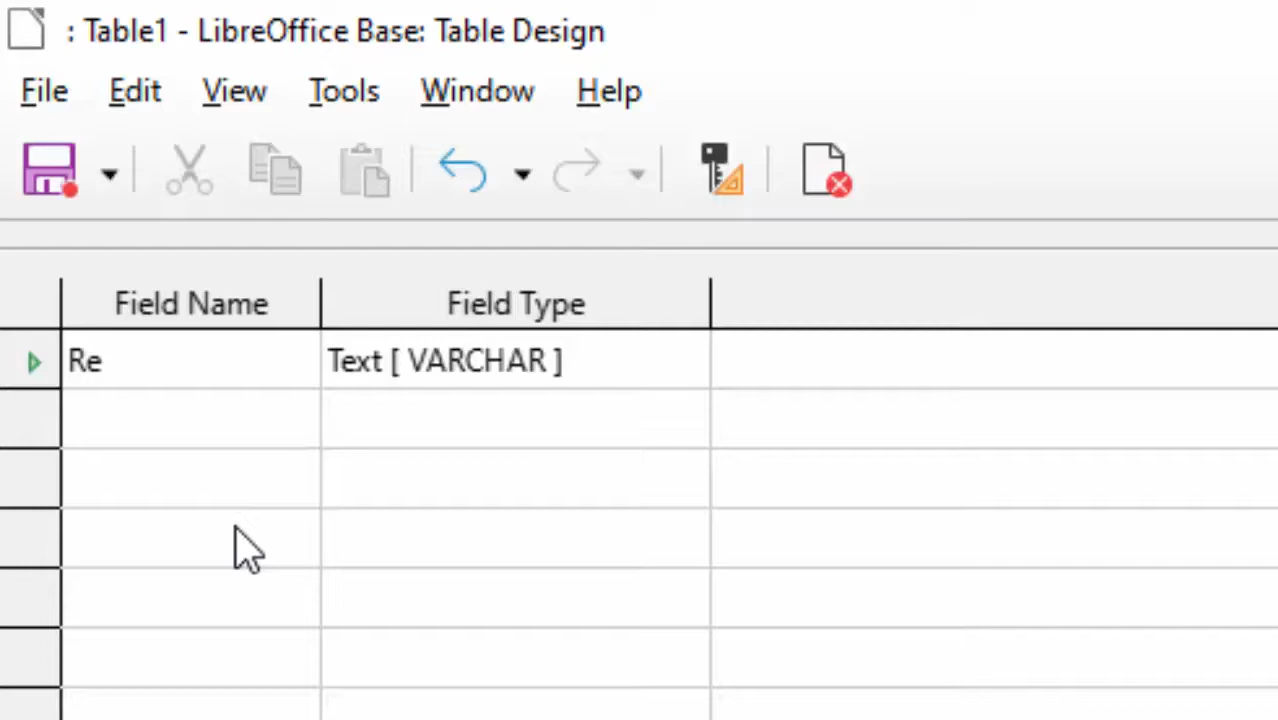 : Table1 - LibreOffice Base: Table Design
File Edit View Tools Window Help
Field Name Field Type
Re Text [ VARCHAR ]